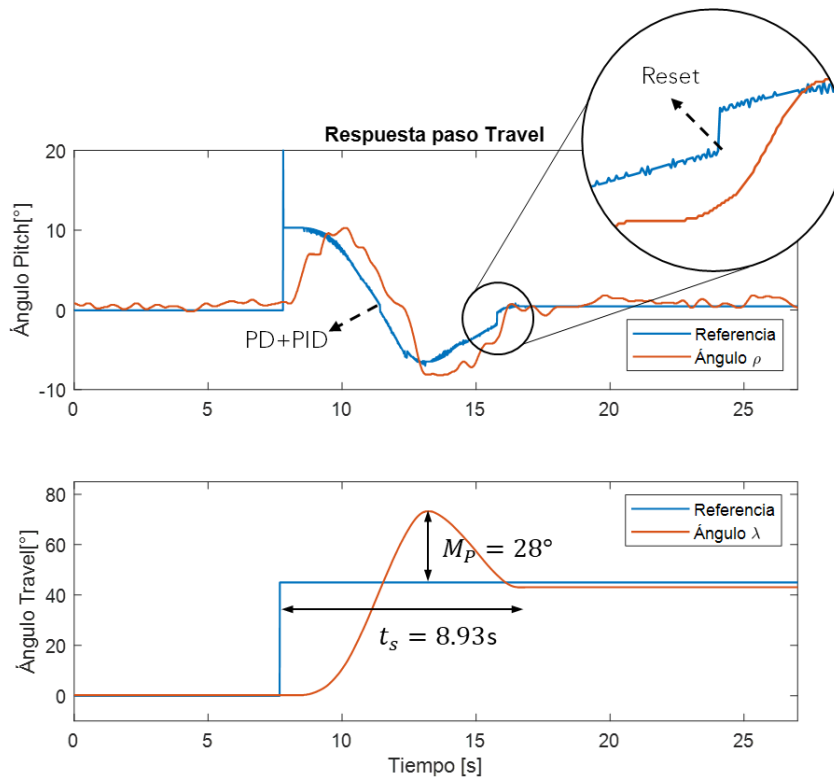 Reset
Respuesta paso Travel
20
10
0
-10
Ángulo Pitch[°]
PD+PID
Referencia
Ángulo ρ
0 5 10 15 20 25
80
60
40
20
0
Ángulo Travel[°]
Referencia
Ángulo λ
M_P = 28°
t_s = 8.93s
0 5 10 15 20 25
Tiempo [s]